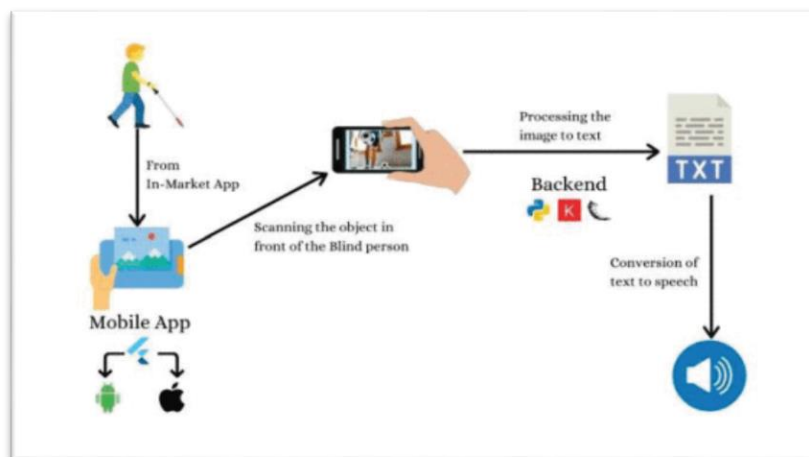 From
In-Market App
Mobile App
Scanning the object in
front of the Blind person
Processing the
image to text
Backend
K
TXT
Conversion of
text to speech